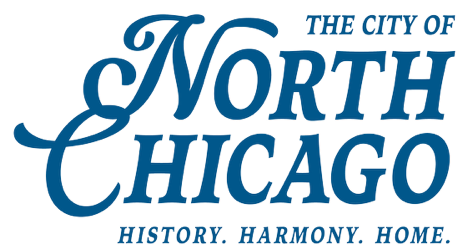 THE CITY OF
NORTH
CHICAGO
HISTORY. HARMONY. HOME.